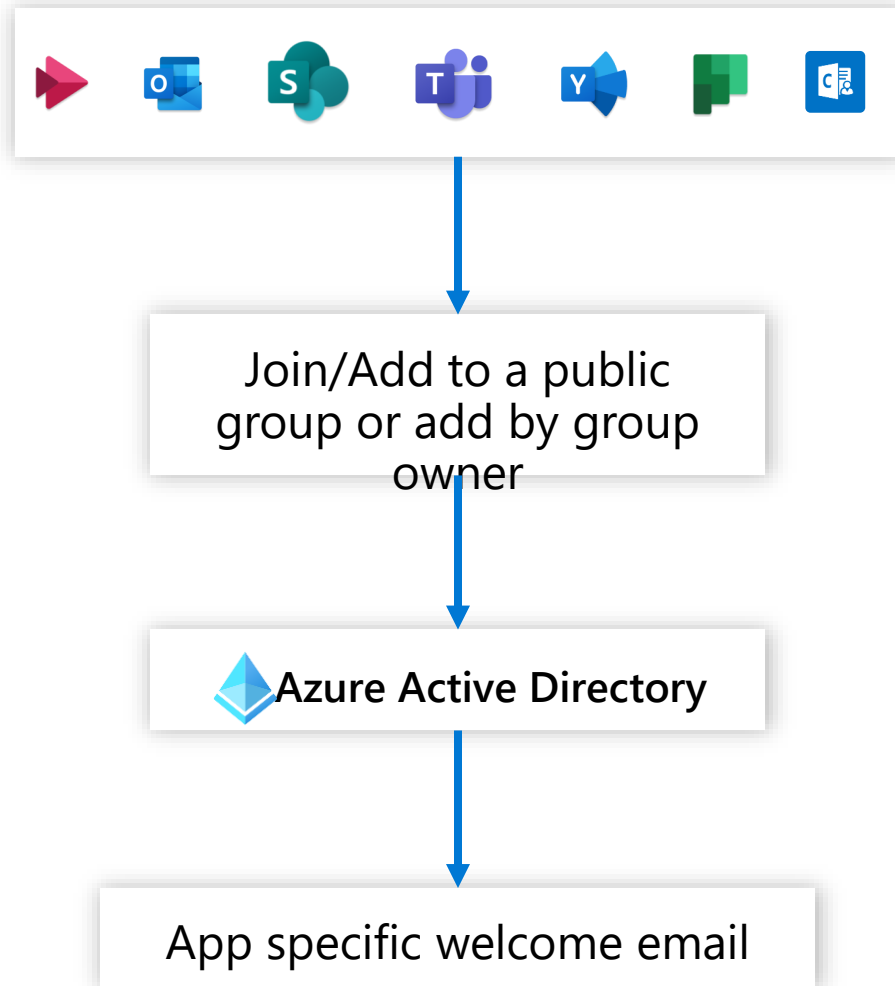 O S T Y C
Join/Add to a public
group or add by group
owner
Azure Active Directory
App specific welcome email